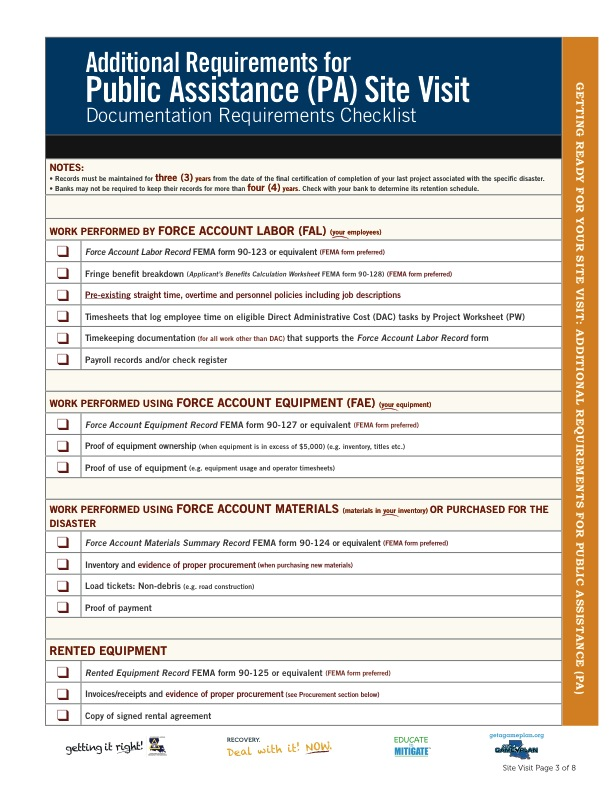 Additional Requirements for
Public Assistance (PA) Site Visit
Documentation Requirements Checklist
NOTES:
• Records must be maintained for three (3) years from the date of the final certification of completion of your last project associated with the specific disaster.
• Banks may not be required to keep their records for more than four (4) years. Check with your bank to determine its retention schedule.
WORK PERFORMED BY FORCE ACCOUNT LABOR (FAL) (your employees)
Force Account Labor Record FEMA form 90-123 or equivalent (FEMA form preferred)
Fringe benefit breakdown (Applicant's Benefits Calculation Worksheet FEMA form 90-128) (FEMA form preferred)
Pre-existing straight time, overtime and personnel policies including job descriptions
Timesheets that log employee time on eligible Direct Administrative Cost (DAC) tasks by Project Worksheet (PW)
Timekeeping documentation (for all work other than DAC) that supports the Force Account Labor Record form
Payroll records and/or check register
WORK PERFORMED USING FORCE ACCOUNT EQUIPMENT (FAE) (your equipment)
Force Account Equipment Record FEMA form 90-127 or equivalent (FEMA form preferred)
Proof of equipment ownership (when equipment is in excess of $5,000) (e.g. inventory, titles etc.)
Proof of use of equipment (e.g. equipment usage and operator timesheets)
WORK PERFORMED USING FORCE ACCOUNT MATERIALS (materials in your inventory) OR PURCHASED FOR THE
DISASTER
Force Account Materials Summary Record FEMA form 90-124 or equivalent (FEMA form preferred)
Inventory and evidence of proper procurement (when purchasing new materials)
Load tickets: Non-debris (e.g. road construction)
Proof of payment
RENTED EQUIPMENT
Rented Equipment Record FEMA form 90-125 or equivalent (FEMA form preferred)
Invoices/receipts and evidence of proper procurement (see Procurement section below)
Copy of signed rental agreement
GETTING READY FOR YOUR SITE VISIT: ADDITIONAL REQUIREMENTS FOR PUBLIC ASSISTANCE (PA)
getting it right!
RECOVERY.
Deal with it! NOW.
EDUCATE
MITIGATE
getagameplan.org
GAMEPLAN
Site Visit Page 3 of 8